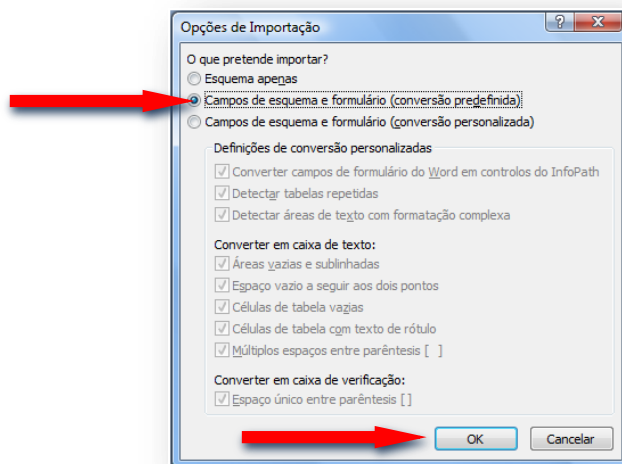 Opções de Importação
O que pretende importar?
Esquema apenas
Campos de esquema e formulário (conversão predefinida)
Campos de esquema e formulário (conversão personalizada)
Definições de conversão personalizadas
Converter campos de formulário do Word em controlos do InfoPath
Detectar tabelas repetidas
Detectar áreas de texto com formatação complexa
Converter em caixa de texto:
Áreas vazias e sublinhadas
Espaço vazio a seguir aos dois pontos
Células de tabela vazias
Células de tabela com texto de rótulo
Múltiplos espaços entre parêntesis [  ]
Converter em caixa de verificação:
Espaço único entre parêntesis [ ]
OK Cancelar